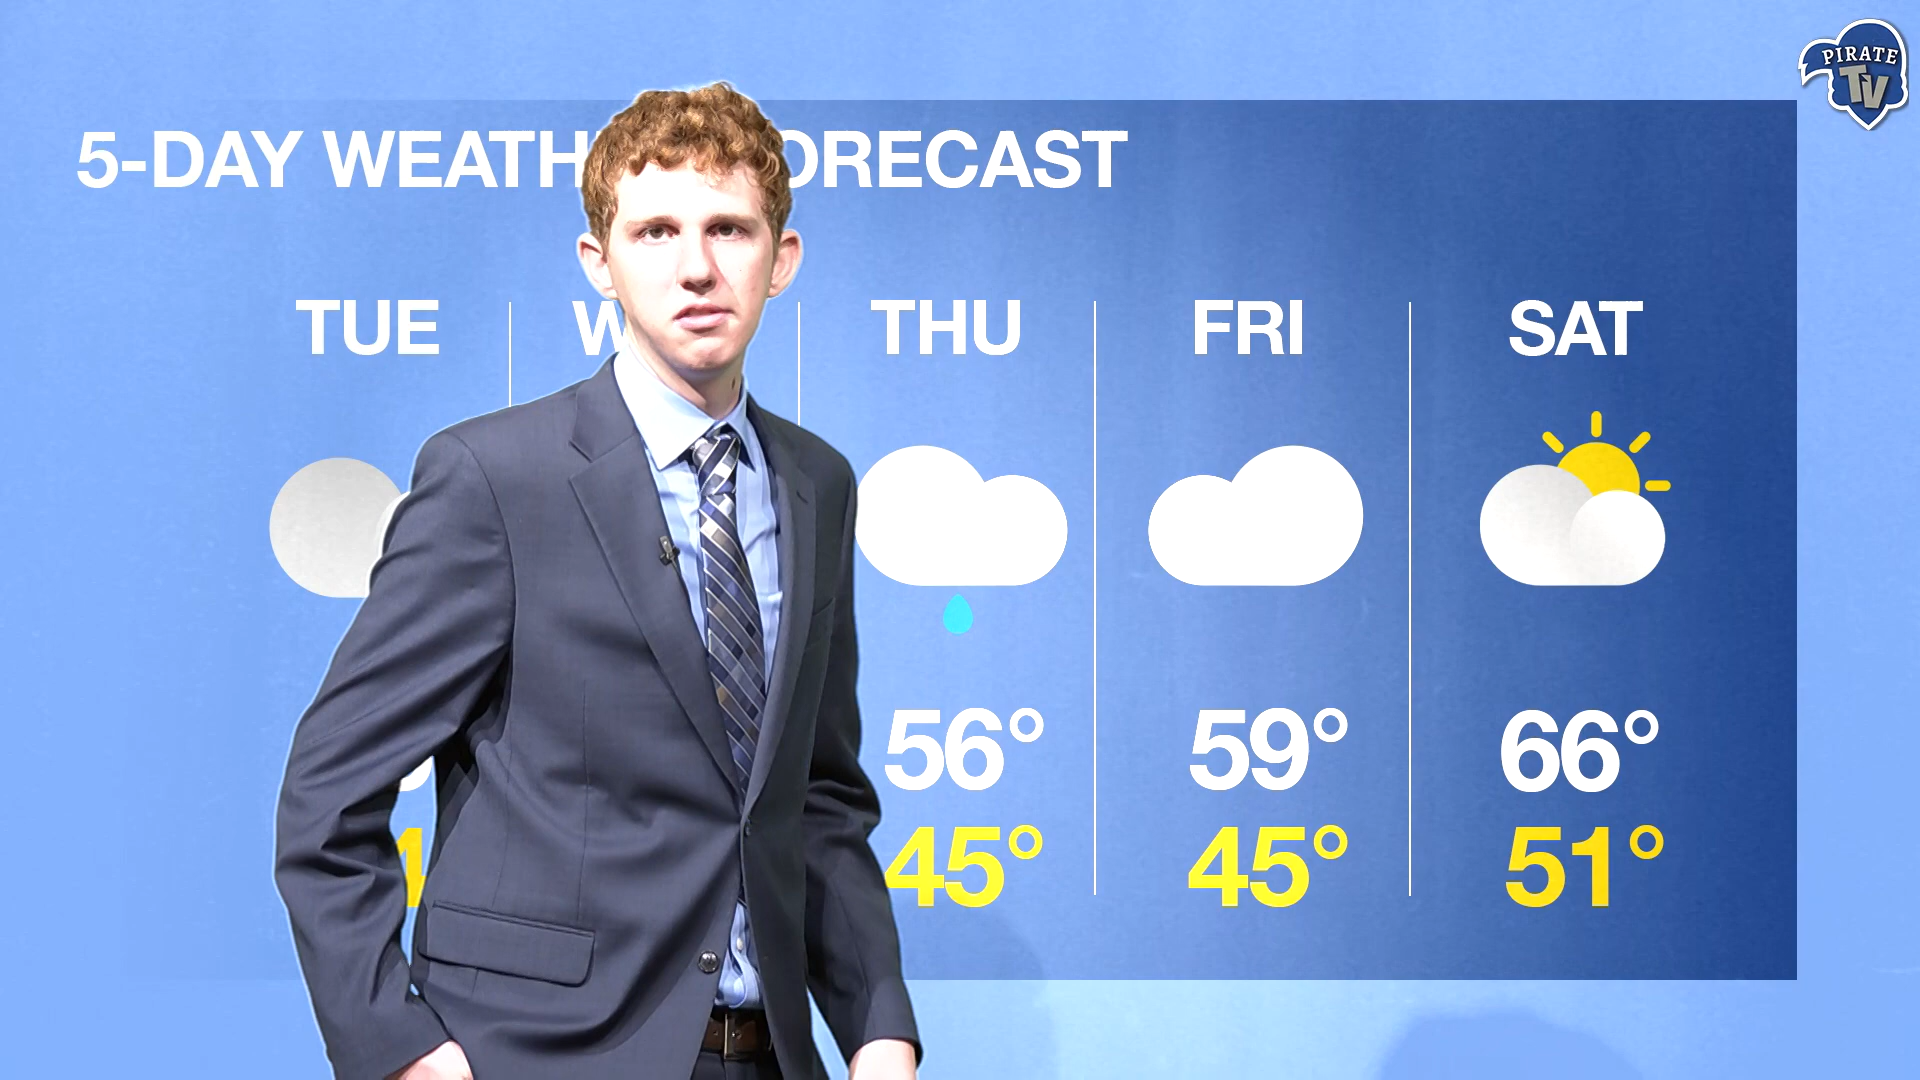 PIRATE
TV
5-DAY WEATH ORECAST
TUE W THU FRI SAT
56° 59° 66°
45° 45° 51°